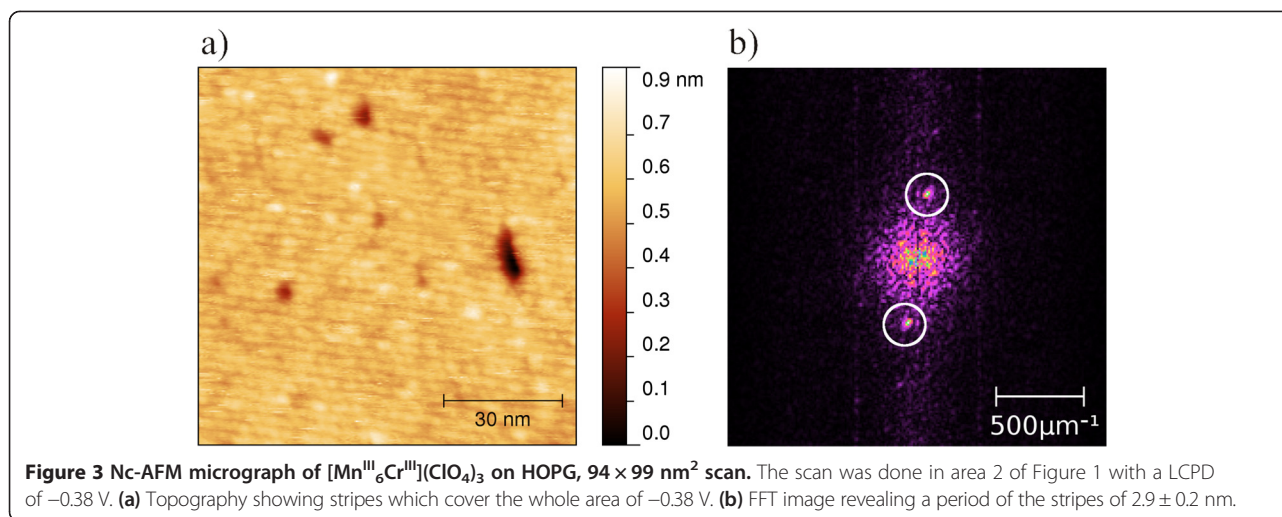 a)
b)
0.9 nm
0.8
0.7
0.6
0.5
0.4
0.3
0.2
0.1
0.0
30 nm
500µm⁻¹
Figure 3 Nc-AFM micrograph of [Mnᴵᴵᴵ₆Crᴵᴵᴵ](ClO₄)₃ on HOPG, 94 × 99 nm² scan. The scan was done in area 2 of Figure 1 with a LCPD
of −0.38 V. (a) Topography showing stripes which cover the whole area of −0.38 V. (b) FFT image revealing a period of the stripes of 2.9 ± 0.2 nm.